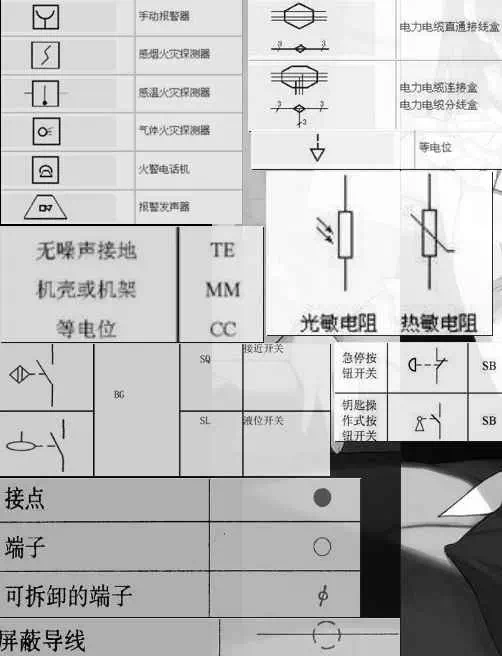 手动报警器
感烟火灾探测器
感温火灾探测器
气体火灾探测器
火警电话机
报警发声器
电力电缆直通接线盒
3
3
电力电缆连接盒
电力电缆分线盒
3
3
3
等电位
光敏电阻
热敏电阻
无噪声接地 TE
机壳或机架 MM
等电位 CC
BG
SQ 接近开关
SL 液位开关
急停按
钮开关
SB
钥匙操
作式按
钮开关
SB
接点
端子
可拆卸的端子
屏蔽导线